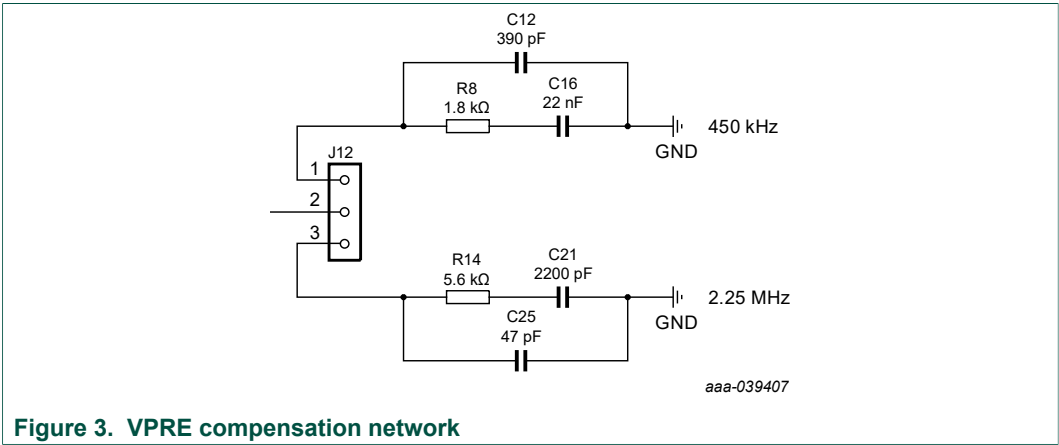 C12
390 pF
R8
1.8 kΩ
C16
22 nF
450 kHz
GND
J12
1
2
3
R14
5.6 kΩ
C21
2200 pF
2.25 MHz
GND
C25
47 pF
aaa-039407
Figure 3. VPRE compensation network